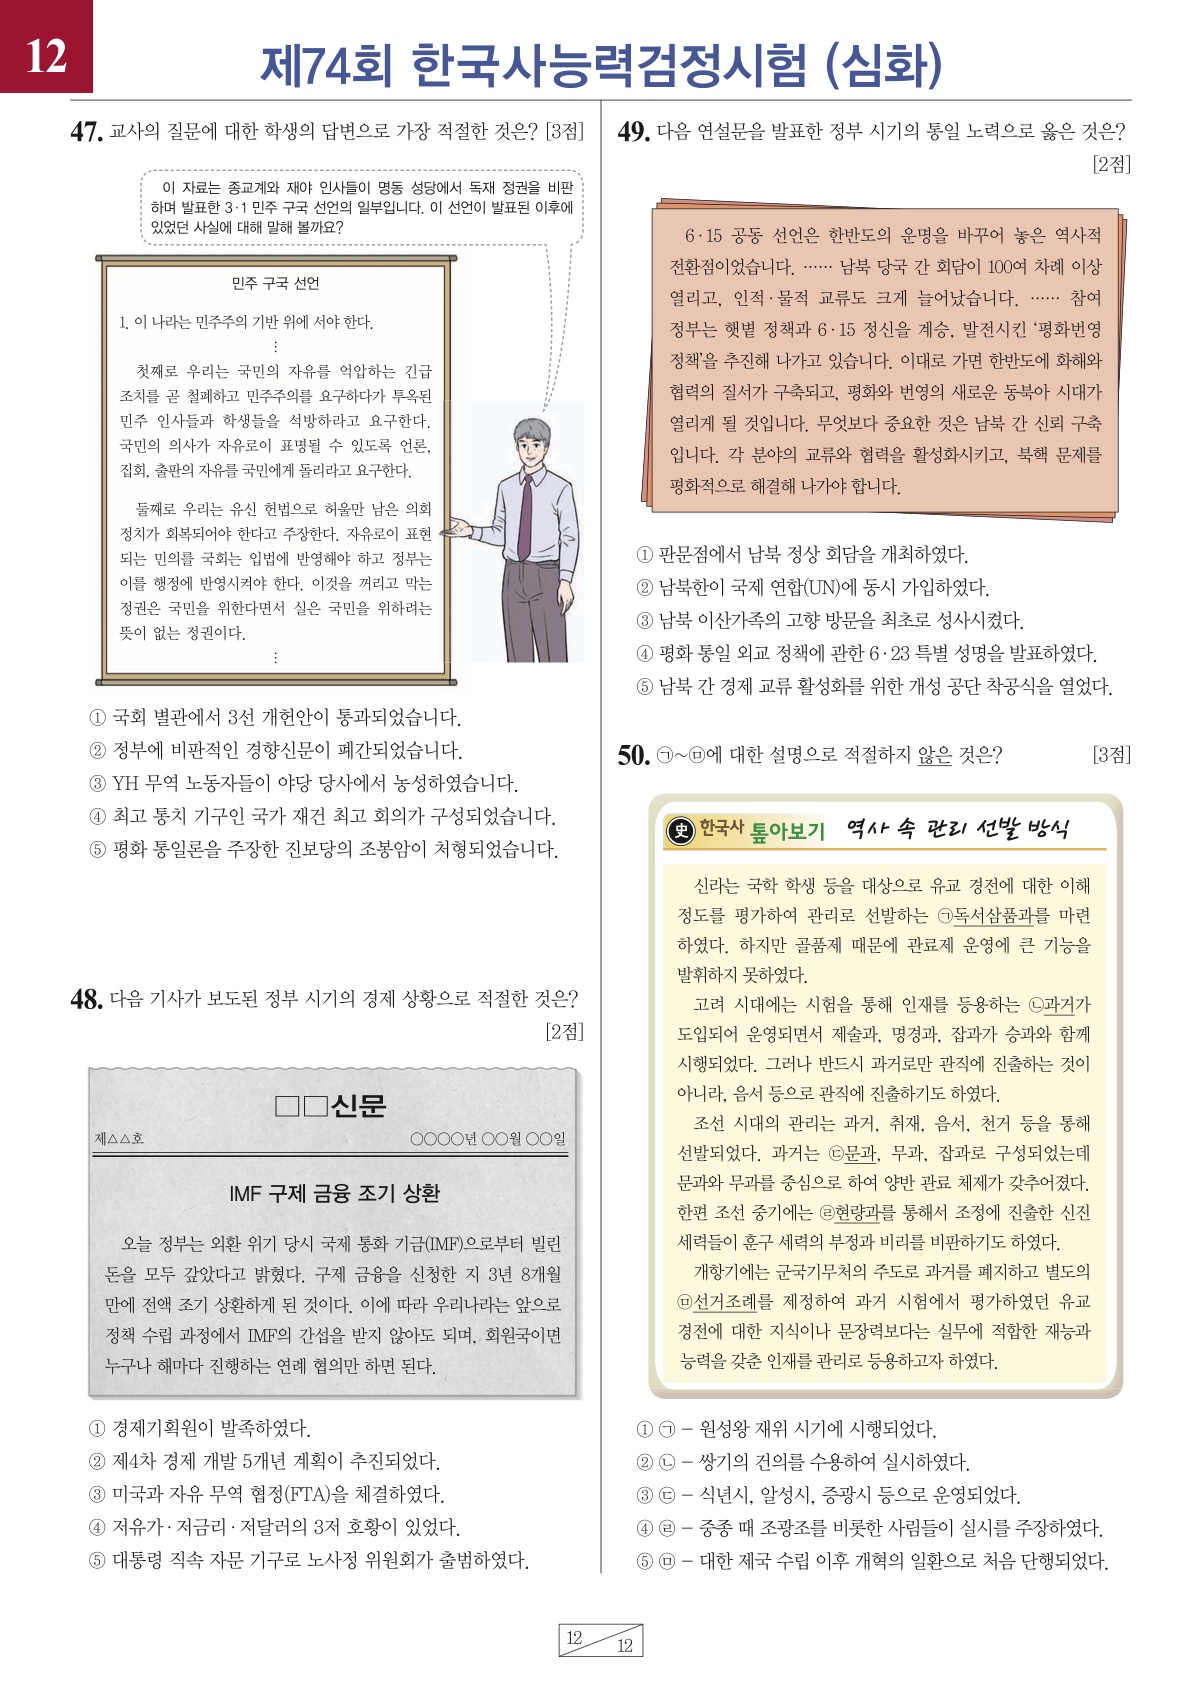 12
제74회 한국사능력검정시험 (심화)
47. 교사의 질문에 대한 학생의 답변으로 가장 적절한 것은? [3점]
이 자료는 종교계와 재야 인사들이 명동 성당에서 독재 정권을 비판
하며 발표한 3·1 민주 구국 선언의 일부입니다. 이 선언이 발표된 이후에
있었던 사실에 대해 말해 볼까요?
민주 구국 선언
1. 이 나라는 민주주의 기반 위에 서야 한다.
⋮
첫째로 우리는 국민의 자유를 억압하는 긴급
조치를 곧 철폐하고 민주주의를 요구하다가 투옥된
민주 인사들과 학생들을 석방하라고 요구한다.
국민의 의사가 자유로이 표명될 수 있도록 언론,
집회, 출판의 자유를 국민에게 돌리라고 요구한다.
둘째로 우리는 유신 헌법으로 허울만 남은 의회
정치가 회복되어야 한다고 주장한다. 자유로이 표현
되는 민의를 국회는 입법에 반영해야 하고 정부는
이를 행정에 반영시켜야 한다. 이것을 꺼리고 막는
정권은 국민을 위한다면서 실은 국민을 위하려는
뜻이 없는 정권이다.
⋮
① 국회 별관에서 3선 개헌안이 통과되었습니다.
② 정부에 비판적인 경향신문이 폐간되었습니다.
③ YH 무역 노동자들이 야당 당사에서 농성하였습니다.
④ 최고 통치 기구인 국가 재건 최고 회의가 구성되었습니다.
⑤ 평화 통일론을 주장한 진보당의 조봉암이 처형되었습니다.
48. 다음 기사가 보도된 정부 시기의 경제 상황으로 적절한 것은?
[2점]
□□신문
제△△호 ○○○○년 ○○월 ○○일
IMF 구제 금융 조기 상환
오늘 정부는 외환 위기 당시 국제 통화 기금(IMF)으로부터 빌린
돈을 모두 갚았다고 밝혔다. 구제 금융을 신청한 지 3년 8개월
만에 전액 조기 상환하게 된 것이다. 이에 따라 우리나라는 앞으로
정책 수립 과정에서 IMF의 간섭을 받지 않아도 되며, 회원국이면
누구나 해마다 진행하는 연례 협의만 하면 된다.
① 경제기획원이 발족하였다.
② 제4차 경제 개발 5개년 계획이 추진되었다.
③ 미국과 자유 무역 협정(FTA)을 체결하였다.
④ 저유가·저금리·저달러의 3저 호황이 있었다.
⑤ 대통령 직속 자문 기구로 노사정 위원회가 출범하였다.
49. 다음 연설문을 발표한 정부 시기의 통일 노력으로 옳은 것은?
[2점]
6·15 공동 선언은 한반도의 운명을 바꾸어 놓은 역사적
전환점이었습니다. …… 남북 당국 간 회담이 100여 차례 이상
열리고, 인적·물적 교류도 크게 늘어났습니다. …… 참여
정부는 햇볕 정책과 6·15 정신을 계승, 발전시킨 ‘평화번영
정책’을 추진해 나가고 있습니다. 이대로 가면 한반도에 화해와
협력의 질서가 구축되고, 평화와 번영의 새로운 동북아 시대가
열리게 될 것입니다. 무엇보다 중요한 것은 남북 간 신뢰 구축
입니다. 각 분야의 교류와 협력을 활성화시키고, 북핵 문제를
평화적으로 해결해 나가야 합니다.
① 판문점에서 남북 정상 회담을 개최하였다.
② 남북한이 국제 연합(UN)에 동시 가입하였다.
③ 남북 이산가족의 고향 방문을 최초로 성사시켰다.
④ 평화 통일 외교 정책에 관한 6·23 특별 성명을 발표하였다.
⑤ 남북 간 경제 교류 활성화를 위한 개성 공단 착공식을 열었다.
50. ㉠~㉤에 대한 설명으로 적절하지 않은 것은? [3점]
史 한국사 톺아보기 역사 속 관리 선발 방식
신라는 국학 학생 등을 대상으로 유교 경전에 대한 이해
정도를 평가하여 관리로 선발하는 ㉠독서삼품과를 마련
하였다. 하지만 골품제 때문에 관료제 운영에 큰 기능을
발휘하지 못하였다.
고려 시대에는 시험을 통해 인재를 등용하는 ㉡과거가
도입되어 운영되면서 제술과, 명경과, 잡과가 승과와 함께
시행되었다. 그러나 반드시 과거로만 관직에 진출하는 것이
아니라, 음서 등으로 관직에 진출하기도 하였다.
조선 시대의 관리는 과거, 취재, 음서, 천거 등을 통해
선발되었다. 과거는 ㉢문과, 무과, 잡과로 구성되었는데
문과와 무과를 중심으로 하여 양반 관료 체제가 갖추어졌다.
한편 조선 중기에는 ㉣현량과를 통해서 조정에 진출한 신진
세력들이 훈구 세력의 부정과 비리를 비판하기도 하였다.
개항기에는 군국기무처의 주도로 과거를 폐지하고 별도의
㉤선거조례를 제정하여 과거 시험에서 평가하였던 유교
경전에 대한 지식이나 문장력보다는 실무에 적합한 재능과
능력을 갖춘 인재를 관리로 등용하고자 하였다.
① ㉠ - 원성왕 재위 시기에 시행되었다.
② ㉡ - 쌍기의 건의를 수용하여 실시하였다.
③ ㉢ - 식년시, 알성시, 증광시 등으로 운영되었다.
④ ㉣ - 중종 때 조광조를 비롯한 사림들이 실시를 주장하였다.
⑤ ㉤ - 대한 제국 수립 이후 개혁의 일환으로 처음 단행되었다.
12
12